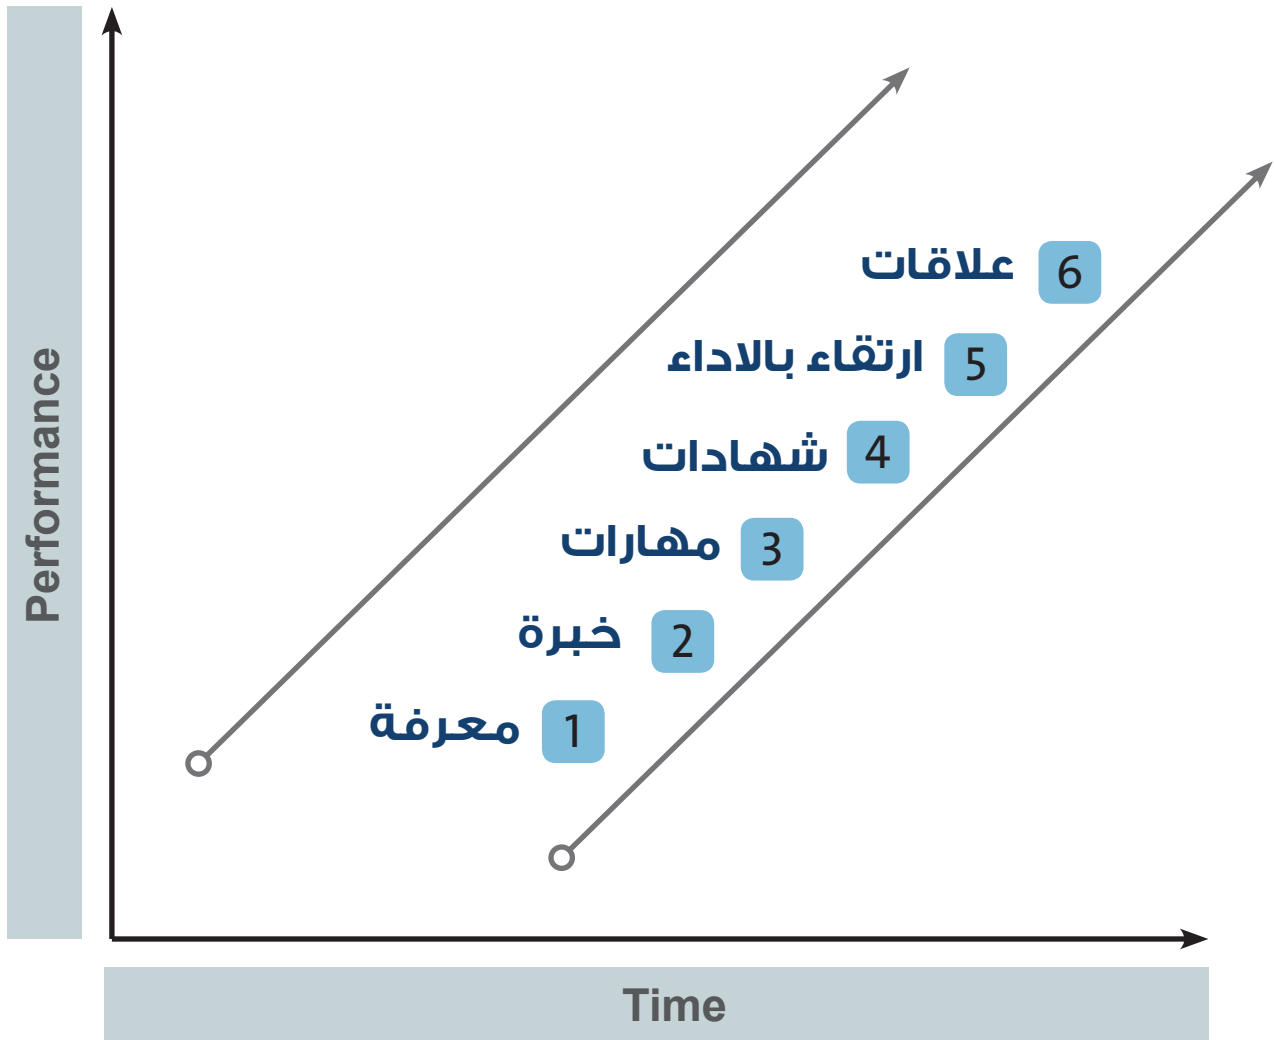 Performance
6 علاقات
5 ارتقاء بالاداء
4 شهادات
3 مهارات
2 خبرة
1 معرفة
Time